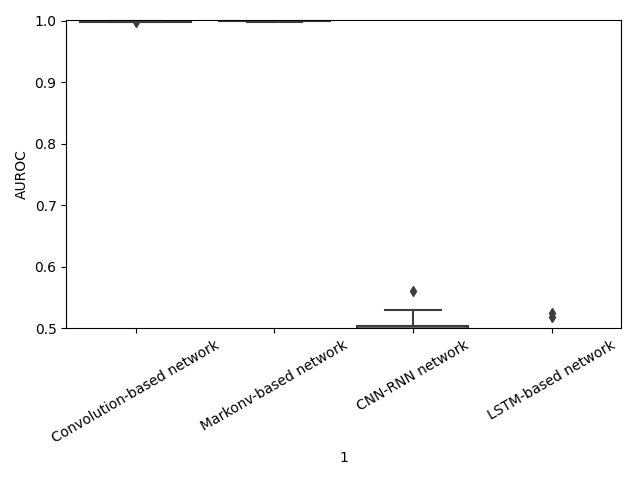 1.0
0.9
0.8
0.7
0.6
0.5
AUROC
Convolution-based network
Markonv-based network
CNN-RNN network
LSTM-based network
1